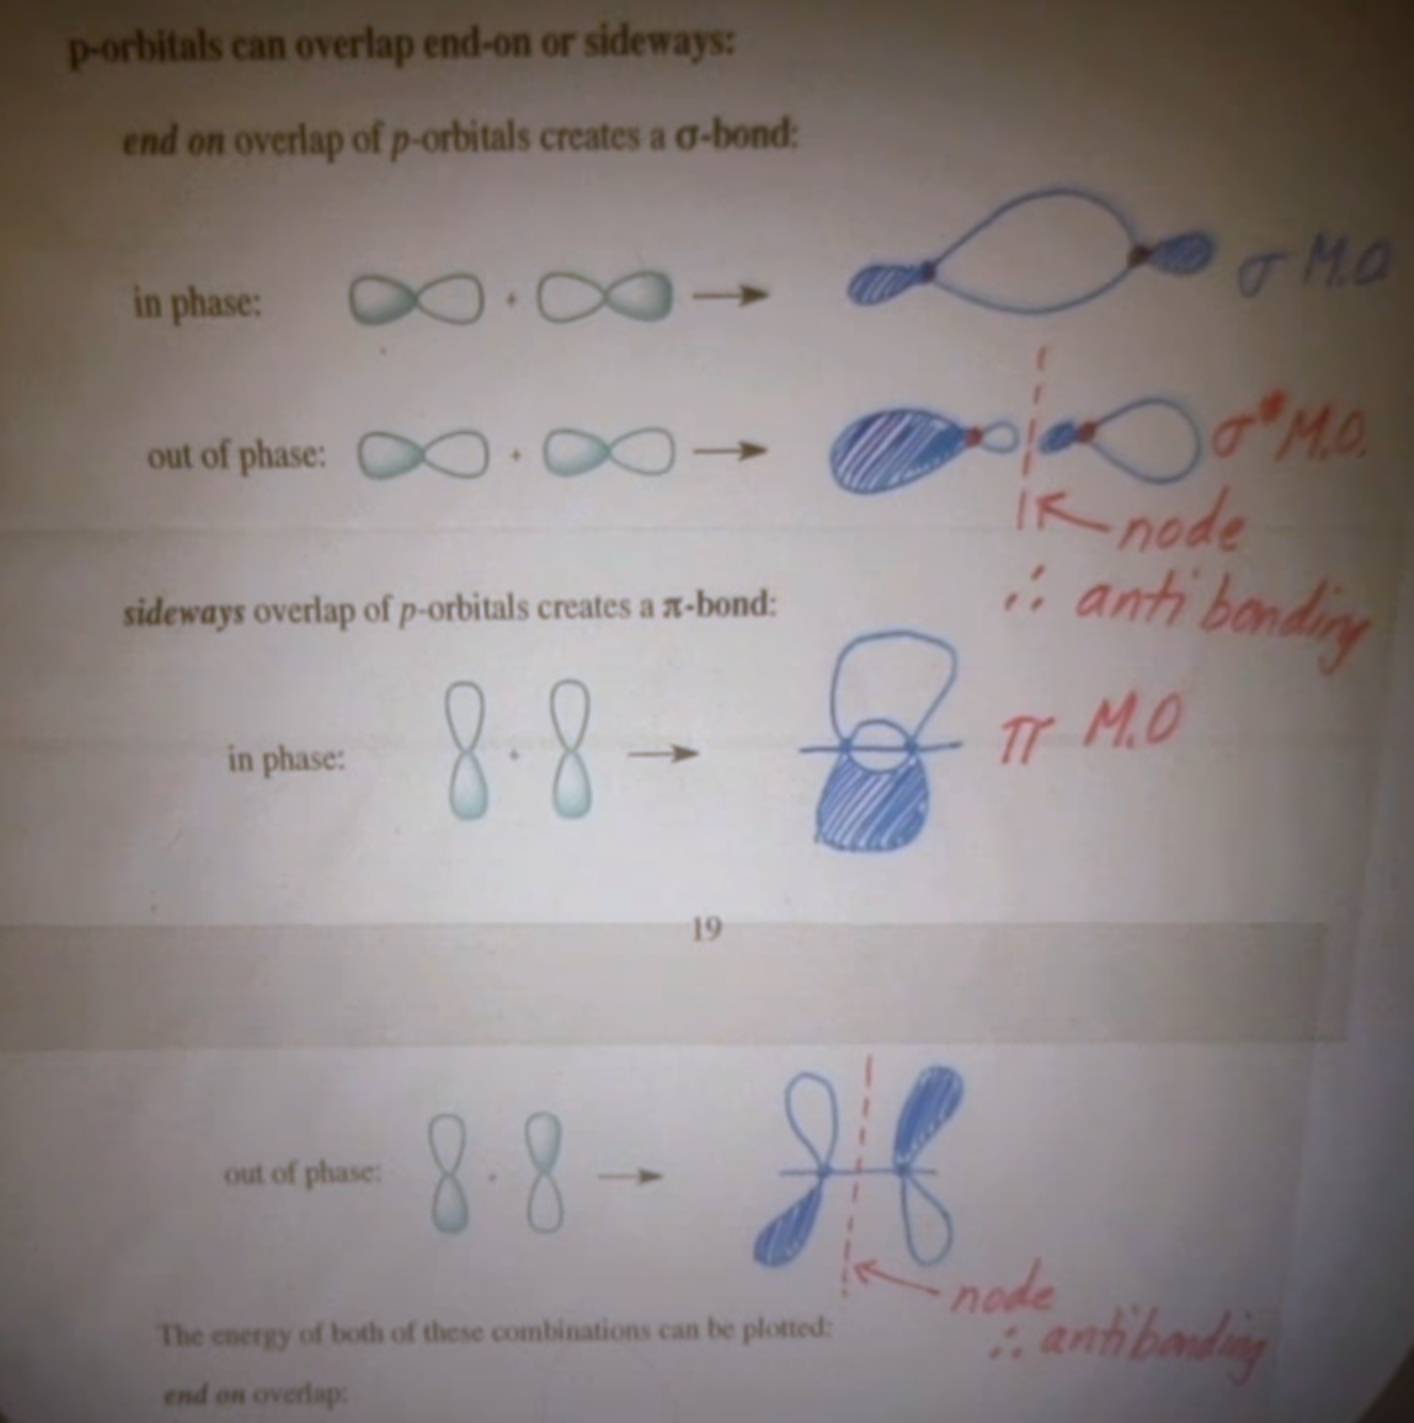 p-orbitals can overlap end-on or sideways:
end on overlap of p-orbitals creates a σ-bond:
in phase: + σ M.O
out of phase: + σ* M.O.
node
∴ antibonding
sideways overlap of p-orbitals creates a π-bond:
in phase: + π M.O
19
out of phase:
node
∴ antibonding
The energy of both of these combinations can be plotted:
end on overlap: